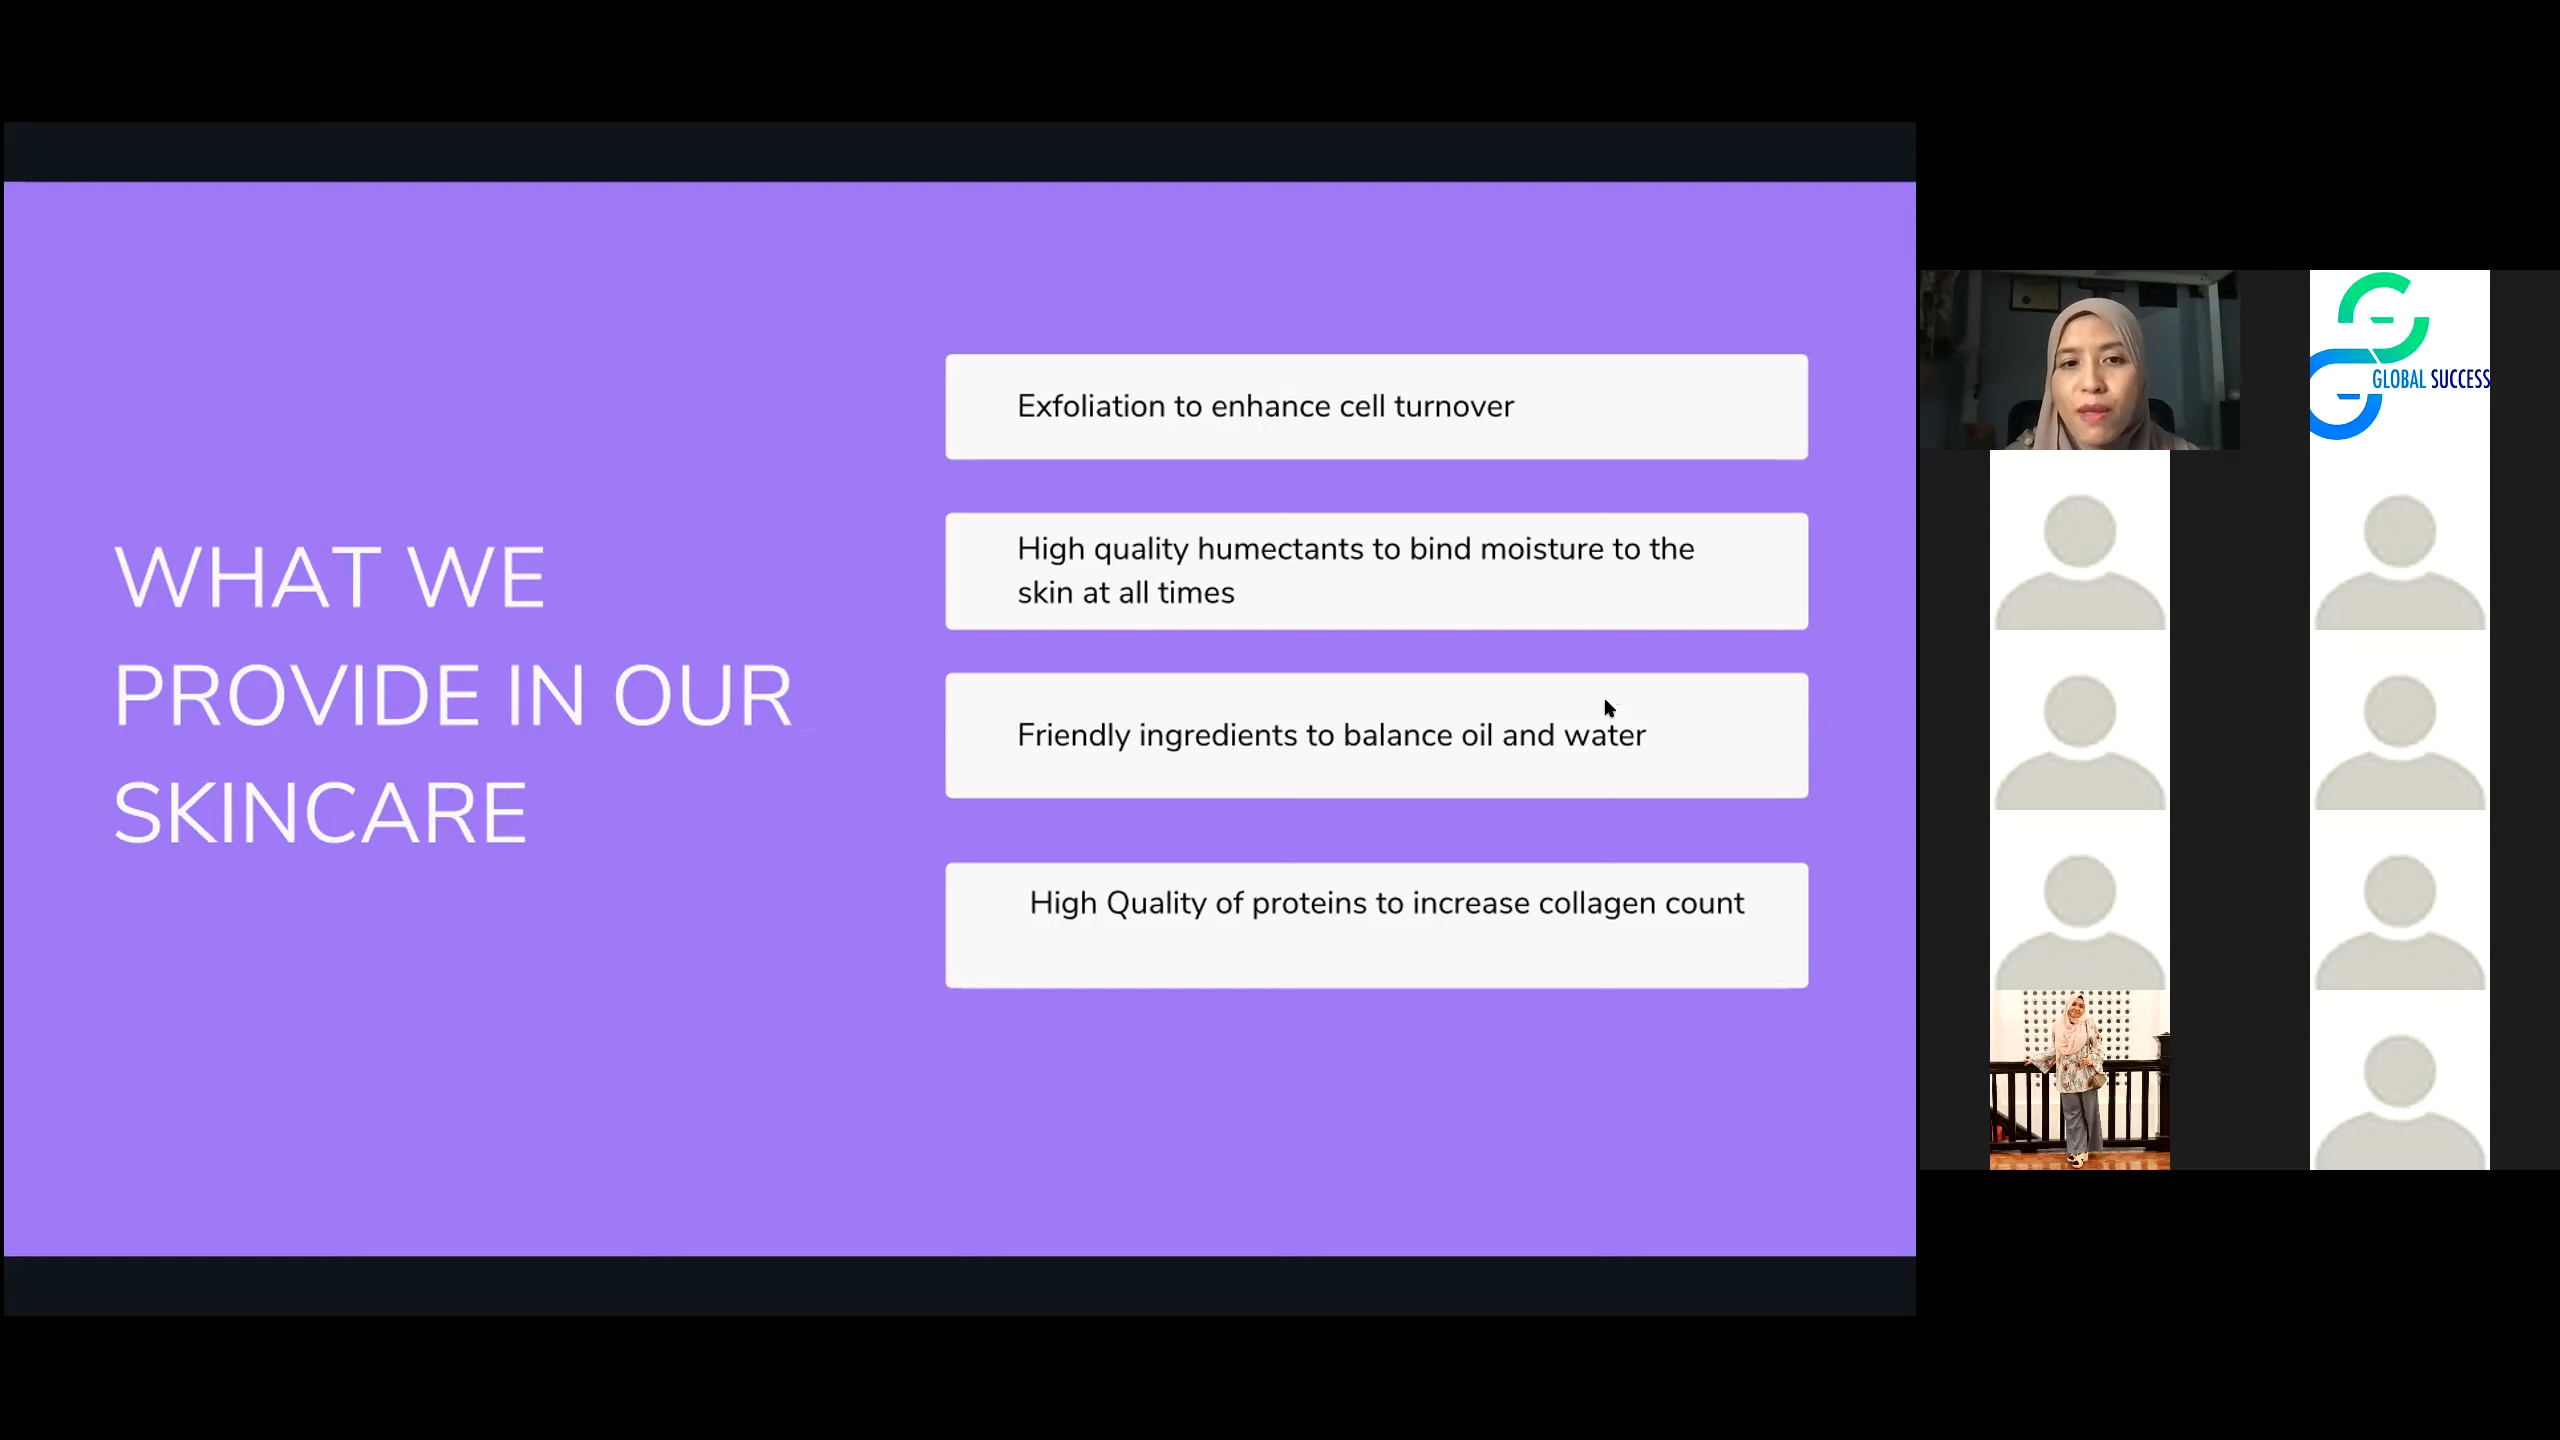 WHAT WE
PROVIDE IN OUR
SKINCARE
Exfoliation to enhance cell turnover
High quality humectants to bind moisture to the
skin at all times
Friendly ingredients to balance oil and water
High Quality of proteins to increase collagen count
GLOBAL SUCCESS